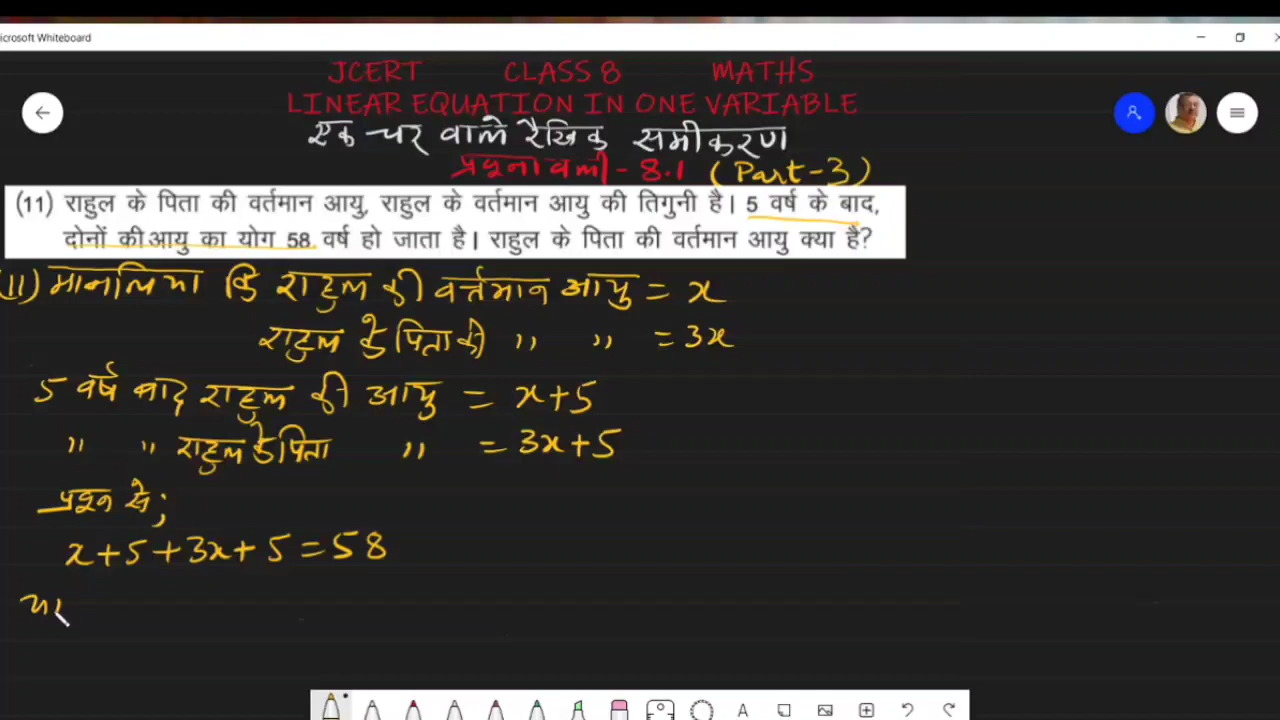 icrosoft Whiteboard
JCERT CLASS 8 MATHS
LINEAR EQUATION IN ONE VARIABLE
एक चर वाले रैखिक समीकरण
प्रश्नावली - 8.1 (Part-3)
(11) राहुल के पिता की वर्तमान आयु, राहुल के वर्तमान आयु की तिगुनी है। 5 वर्ष के बाद,
दोनों की आयु का योग 58 वर्ष हो जाता है। राहुल के पिता की वर्तमान आयु क्या है?
(11) मानलिया कि राहुल की वर्त्तमान आयु = x
राहुल के पिता की " " = 3x
5 वर्ष बाद राहुल की आयु = x+5
" " राहुल के पिता " = 3x+5
प्रश्न से;
x+5+3x+5=58
या